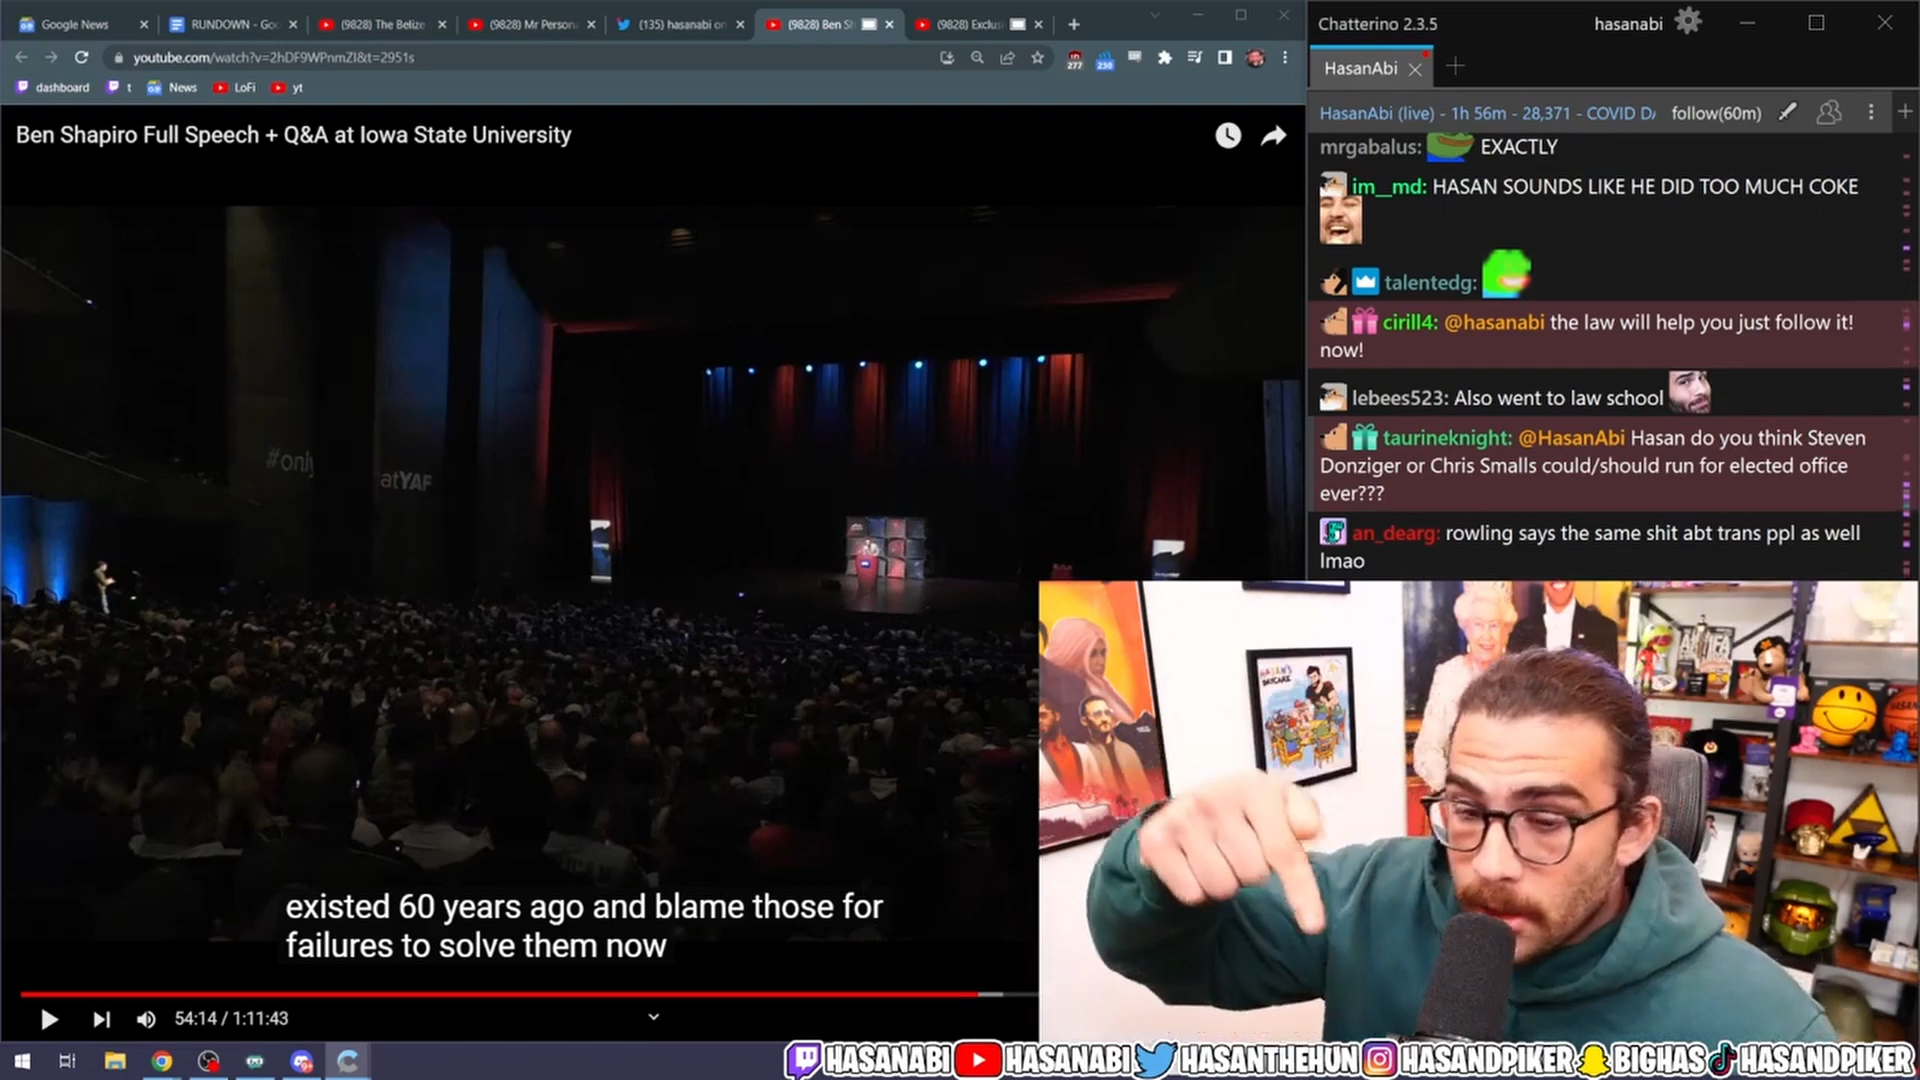 Google News
RUNDOWN - Goo
(9828) The Belize
(9828) Mr Person
(135) hasanabi on
(9828) Ben S
(9828) Exclus
youtube.com/watch?v=2hDF9WPnmZI&t=2951s
277
230
dashboard
t
News
LoFi
yt
Ben Shapiro Full Speech + Q&A at Iowa State University
#only
atYAF
existed 60 years ago and blame those for
failures to solve them now
54:14 / 1:11:43
Chatterino 2.3.5
hasanabi
HasanAbi
HasanAbi (live) - 1h 56m - 28,371 - COVID DA
follow(60m)
mrgabalus: EXACTLY
im__md: HASAN SOUNDS LIKE HE DID TOO MUCH COKE
talentedg:
cirill4: @hasanabi the law will help you just follow it!
now!
lebees523: Also went to law school
taurineknight: @HasanAbi Hasan do you think Steven
Donziger or Chris Smalls could/should run for elected office
ever???
an_dearg: rowling says the same shit abt trans ppl as well
lmao
HASAN'S
DAYCARE
HASANABI
HASANABI
HASANTHEHUN
HASANDPIKER
BIGHAS
HASANDPIKER